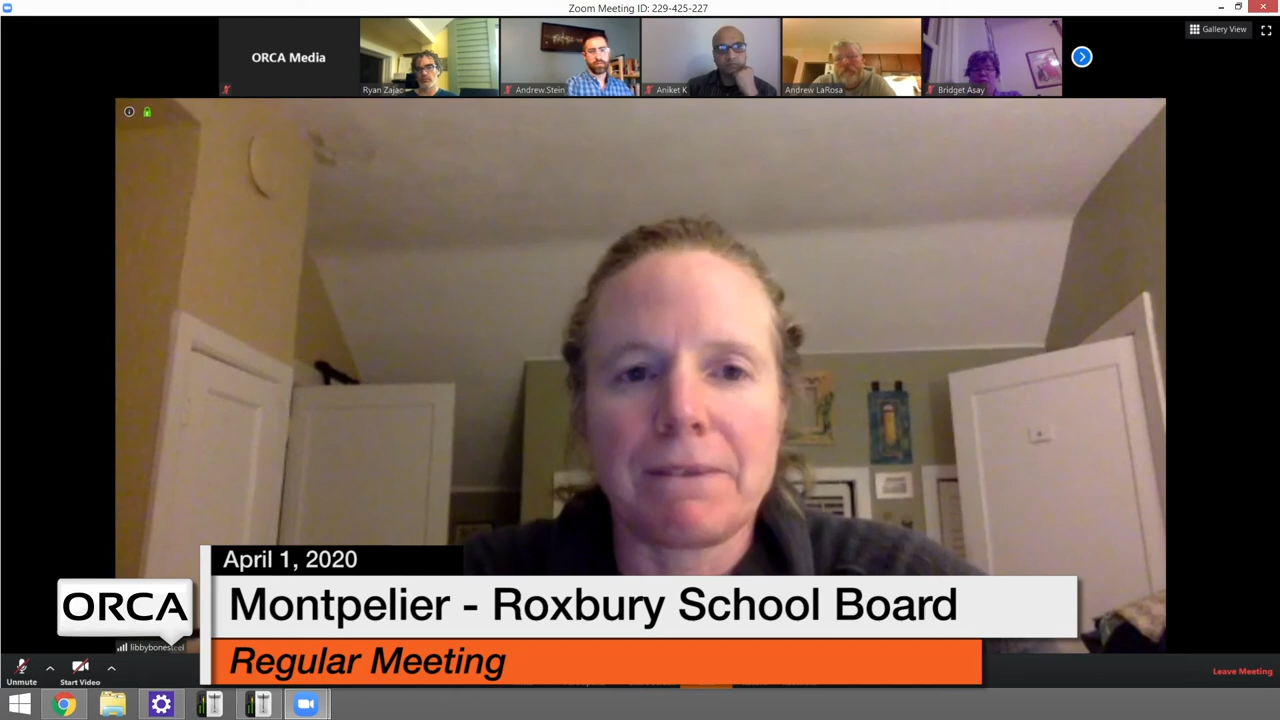 Zoom Meeting ID: 229-425-227
Gallery View
ORCA Media
Ryan Zajac
Andrew.Stein
Aniket K
Andrew LaRosa
Bridget Asay
April 1, 2020
ORCA
Montpelier - Roxbury School Board
Regular Meeting
libbybonesteel
Unmute
Start Video
Leave Meeting